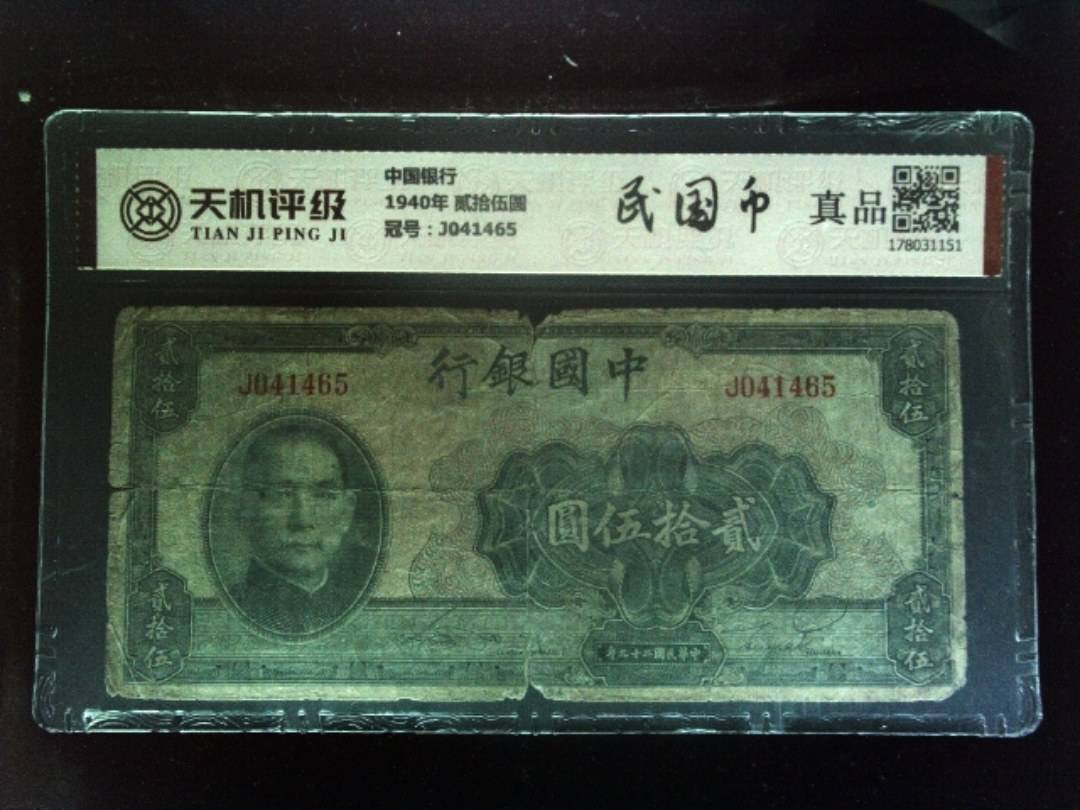 天机评级
TIAN JI PING JI
中国银行
1940年 贰拾伍圆
冠号：J041465
民国币
真品
178031151
中國銀行
J041465
J041465
貳拾伍
貳拾伍
貳拾伍圓
貳拾伍
貳拾伍
中華民國二十九年